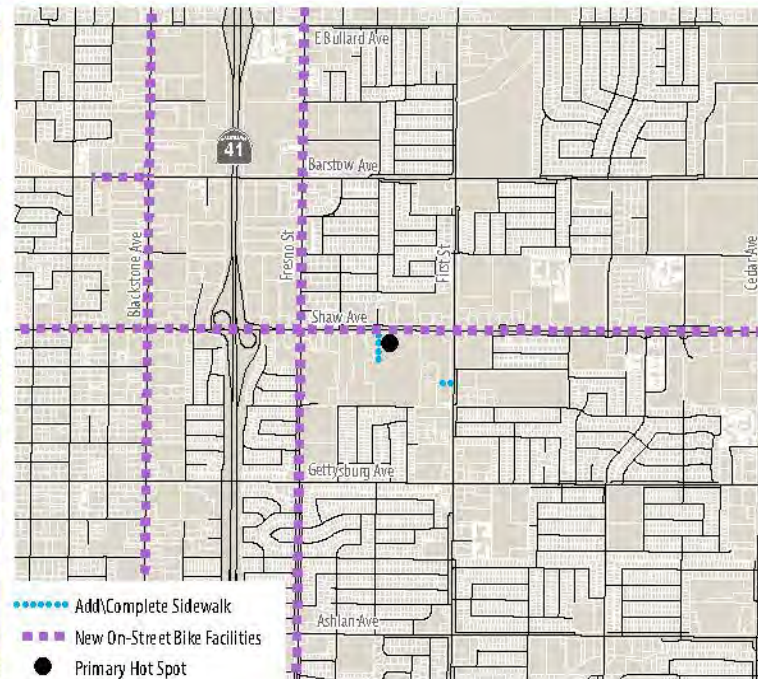 E Bullard Ave
41
Barstow Ave
Blackstone Ave
Fresno St
First St
Cedar Ave
Shaw Ave
Gettysburg Ave
Ashlan Ave
Add\Complete Sidewalk
New On-Street Bike Facilities
Primary Hot Spot